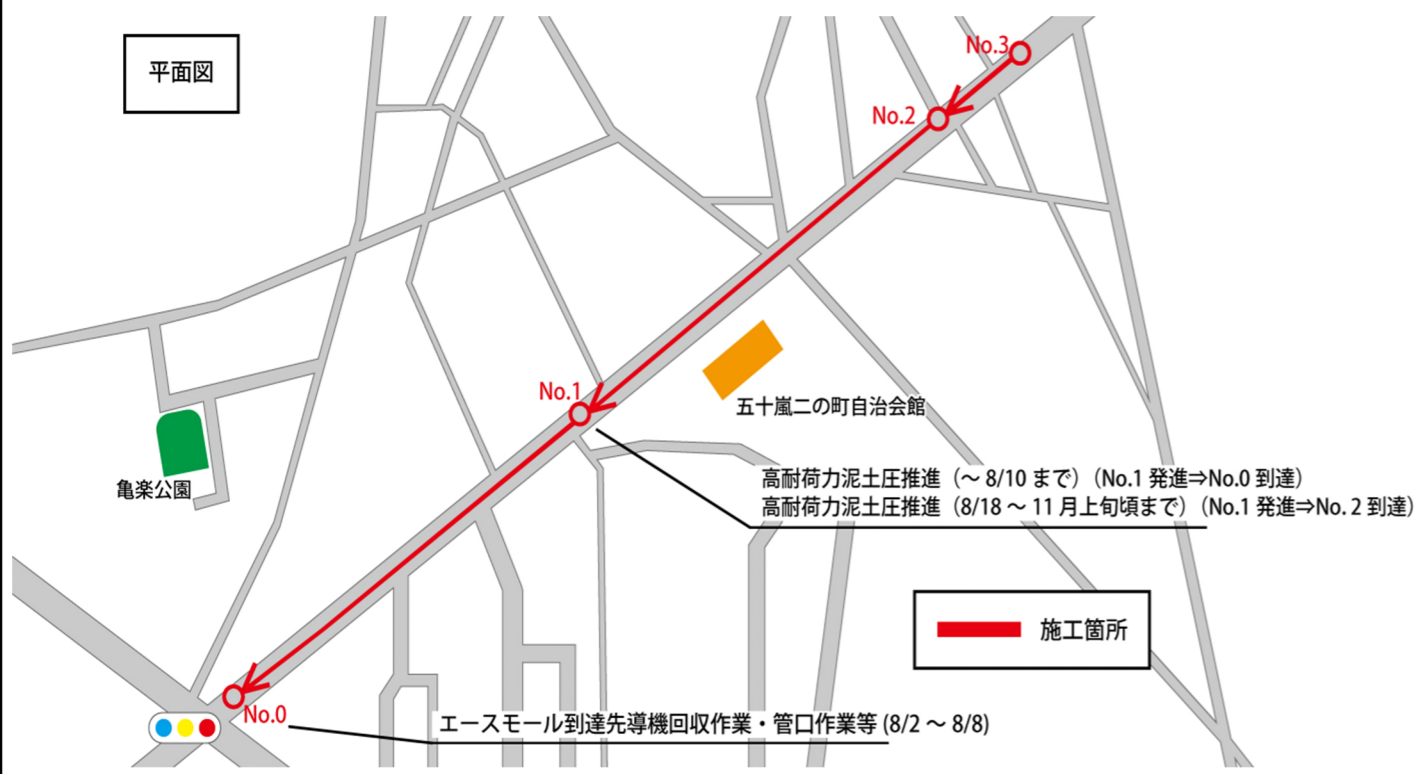 平面図
No.3
No.2
No.1
五十嵐二の町自治会館
亀楽公園
高耐荷力泥土圧推進（～ 8/10 まで）（No.1 発進⇒No.0 到達）
高耐荷力泥土圧推進（8/18 ～ 11 月上旬頃まで）（No.1 発進⇒No. 2 到達）
施工箇所
No.0
エースモール到達先導機回収作業・管口作業等 (8/2 ～ 8/8)